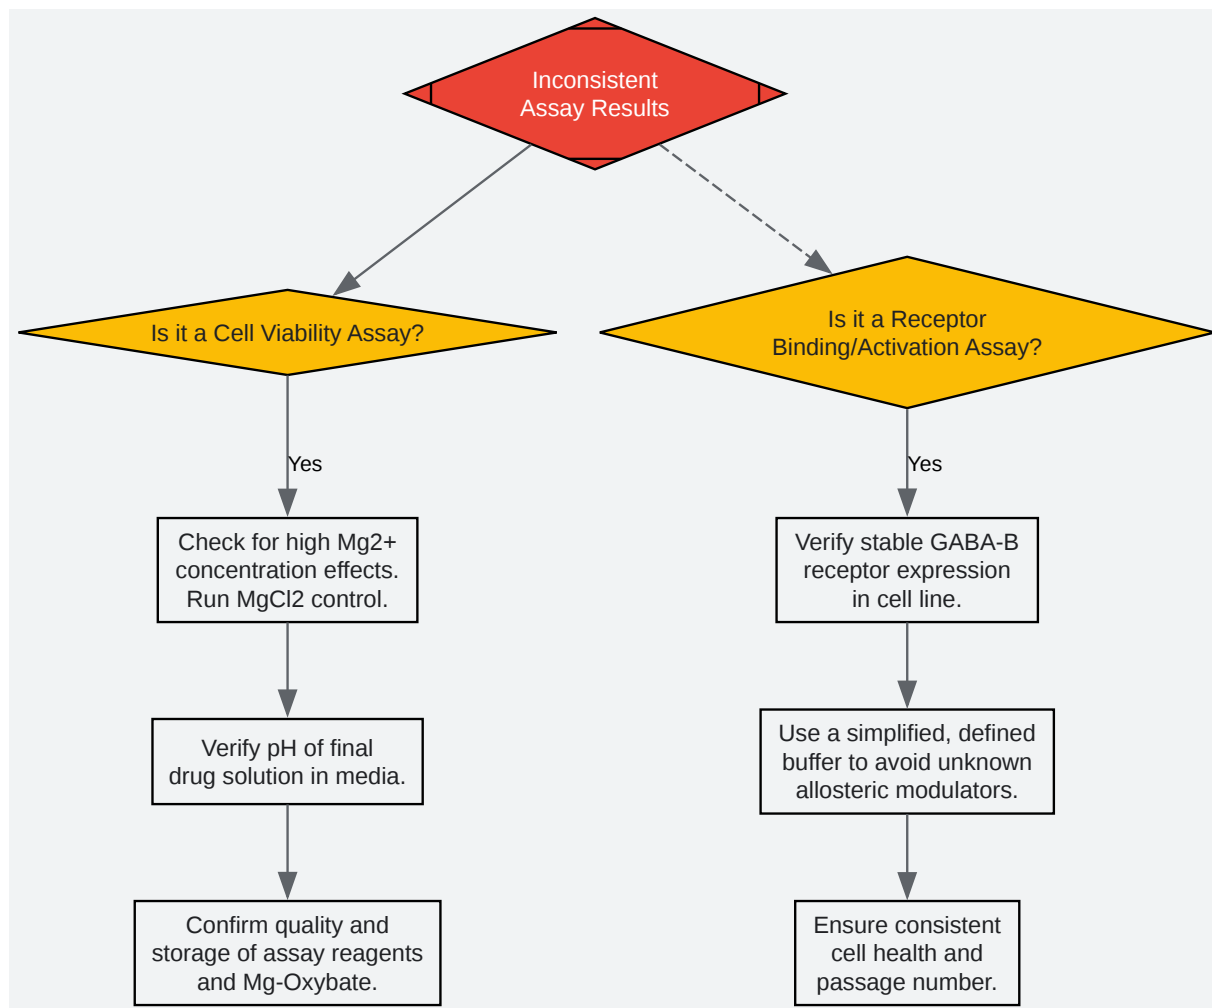 Inconsistent
Assay Results
Is it a Cell Viability Assay?
Is it a Receptor
Binding/Activation Assay?
Yes
Yes
Check for high Mg2+
concentration effects.
Run MgCl2 control.
Verify stable GABA-B
receptor expression
in cell line.
Verify pH of final
drug solution in media.
Use a simplified, defined
buffer to avoid unknown
allosteric modulators.
Confirm quality and
storage of assay reagents
and Mg-Oxybate.
Ensure consistent
cell health and
passage number.